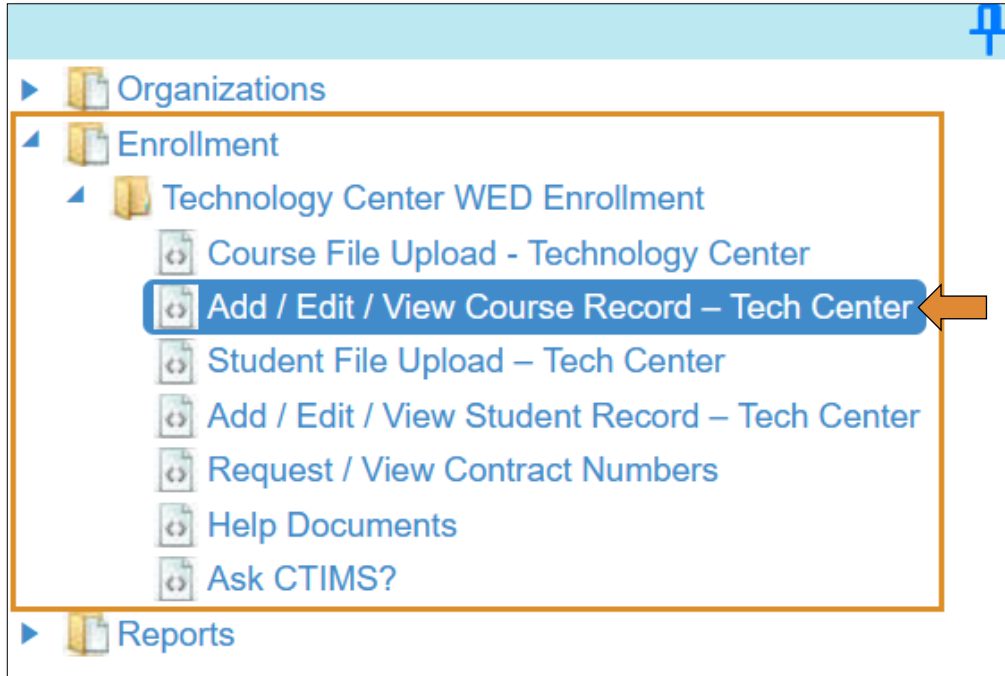 Organizations
Enrollment
Technology Center WED Enrollment
Course File Upload - Technology Center
Add / Edit / View Course Record – Tech Center
Student File Upload – Tech Center
Add / Edit / View Student Record – Tech Center
Request / View Contract Numbers
Help Documents
Ask CTIMS?
Reports